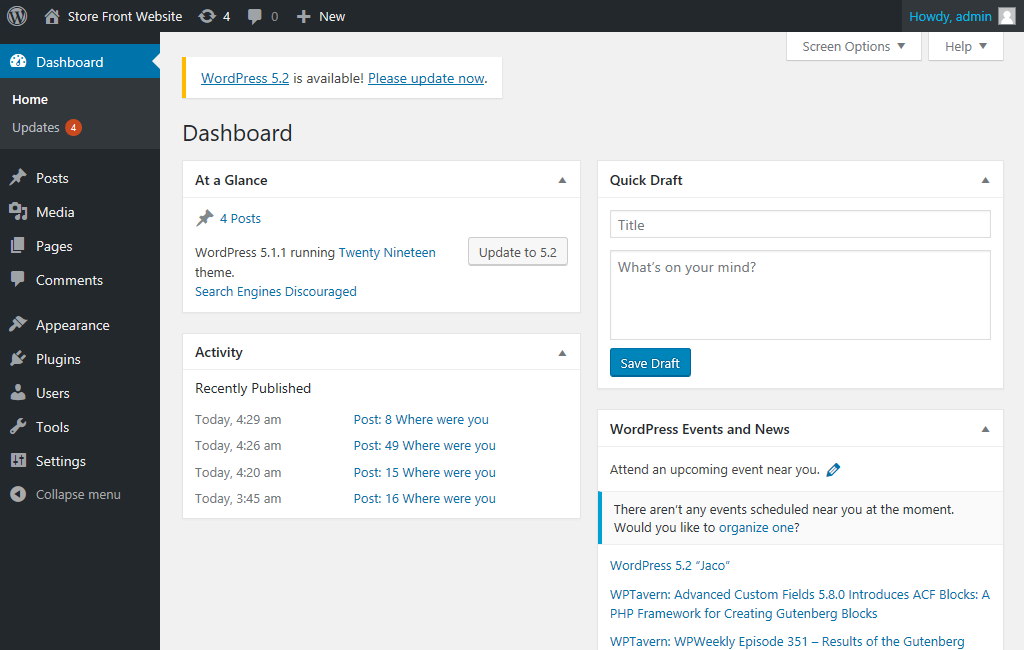 Store Front Website 4 0 New Howdy, admin
Screen Options Help
Dashboard
Home
Updates 4
Posts
Media
Pages
Comments
Appearance
Plugins
Users
Tools
Settings
Collapse menu
WordPress 5.2 is available! Please update now.
Dashboard
At a Glance
4 Posts
WordPress 5.1.1 running Twenty Nineteen
theme.
Update to 5.2
Search Engines Discouraged
Activity
Recently Published
Today, 4:29 am Post: 8 Where were you
Today, 4:26 am Post: 49 Where were you
Today, 4:20 am Post: 15 Where were you
Today, 3:45 am Post: 16 Where were you
Quick Draft
Title
What's on your mind?
Save Draft
WordPress Events and News
Attend an upcoming event near you.
There aren't any events scheduled near you at the moment.
Would you like to organize one?
WordPress 5.2 “Jaco”
WPTavern: Advanced Custom Fields 5.8.0 Introduces ACF Blocks: A
PHP Framework for Creating Gutenberg Blocks
WPTavern: WPWeekly Episode 351 – Results of the Gutenberg